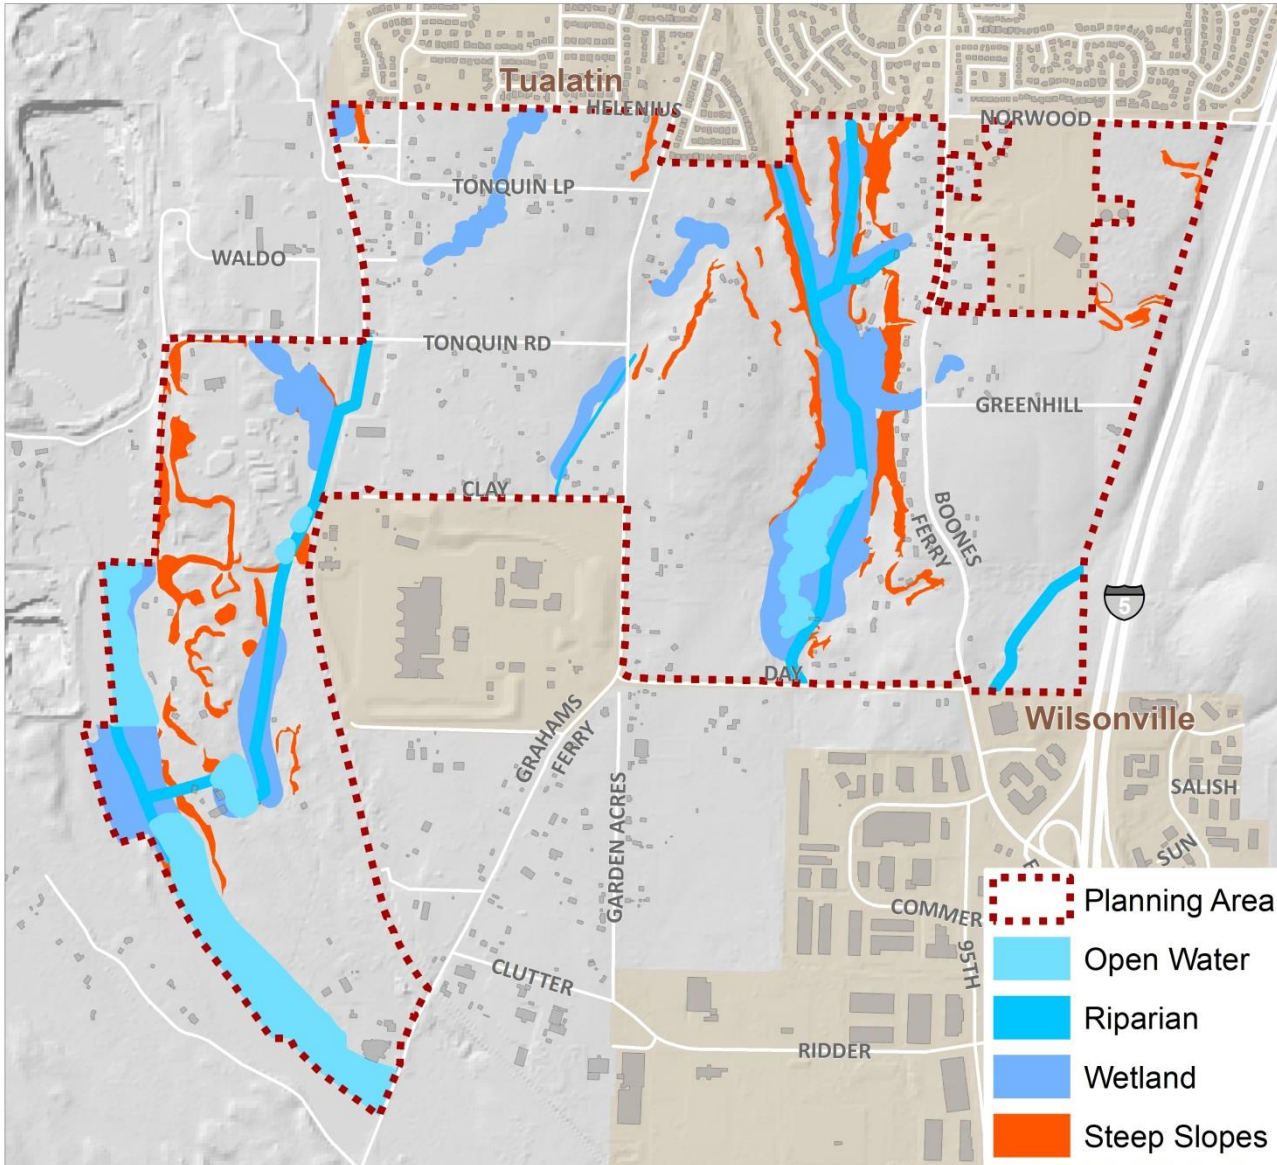 Tualatin
HELENIUS
NORWOOD
TONQUIN LP
WALDO
TONQUIN RD
GREENHILL
CLAY
BOONES
FERRY
5
DAY
Wilsonville
GRAHAMS
FERRY
GARDEN ACRES
SALISH
SUN
COMMER
95TH
CLUTTER
RIDDER
Planning Area
Open Water
Riparian
Wetland
Steep Slopes